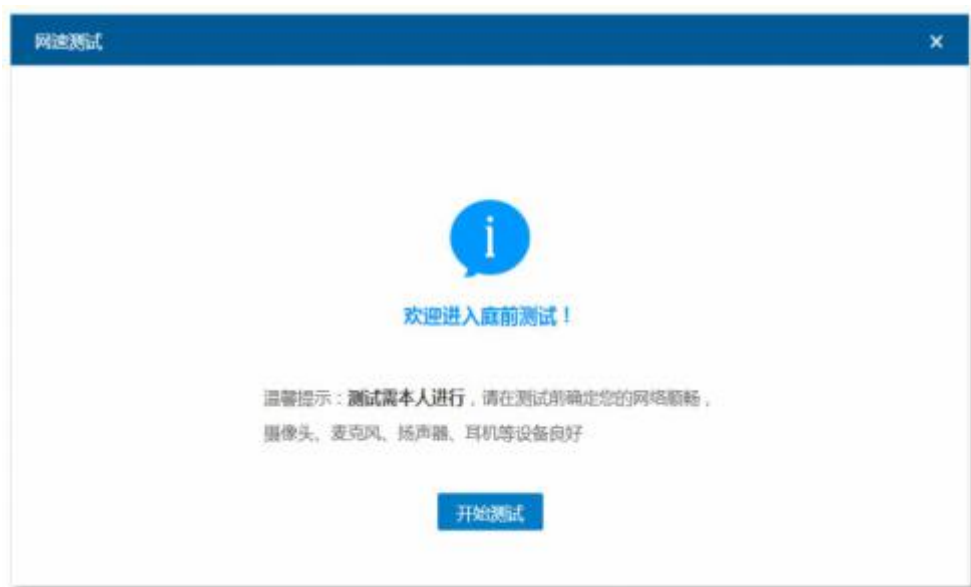 网速测试
欢迎进入庭前测试！
温馨提示：测试需本人进行，请在测试前确定您的网络顺畅，
摄像头、麦克风、扬声器、耳机等设备良好
开始测试